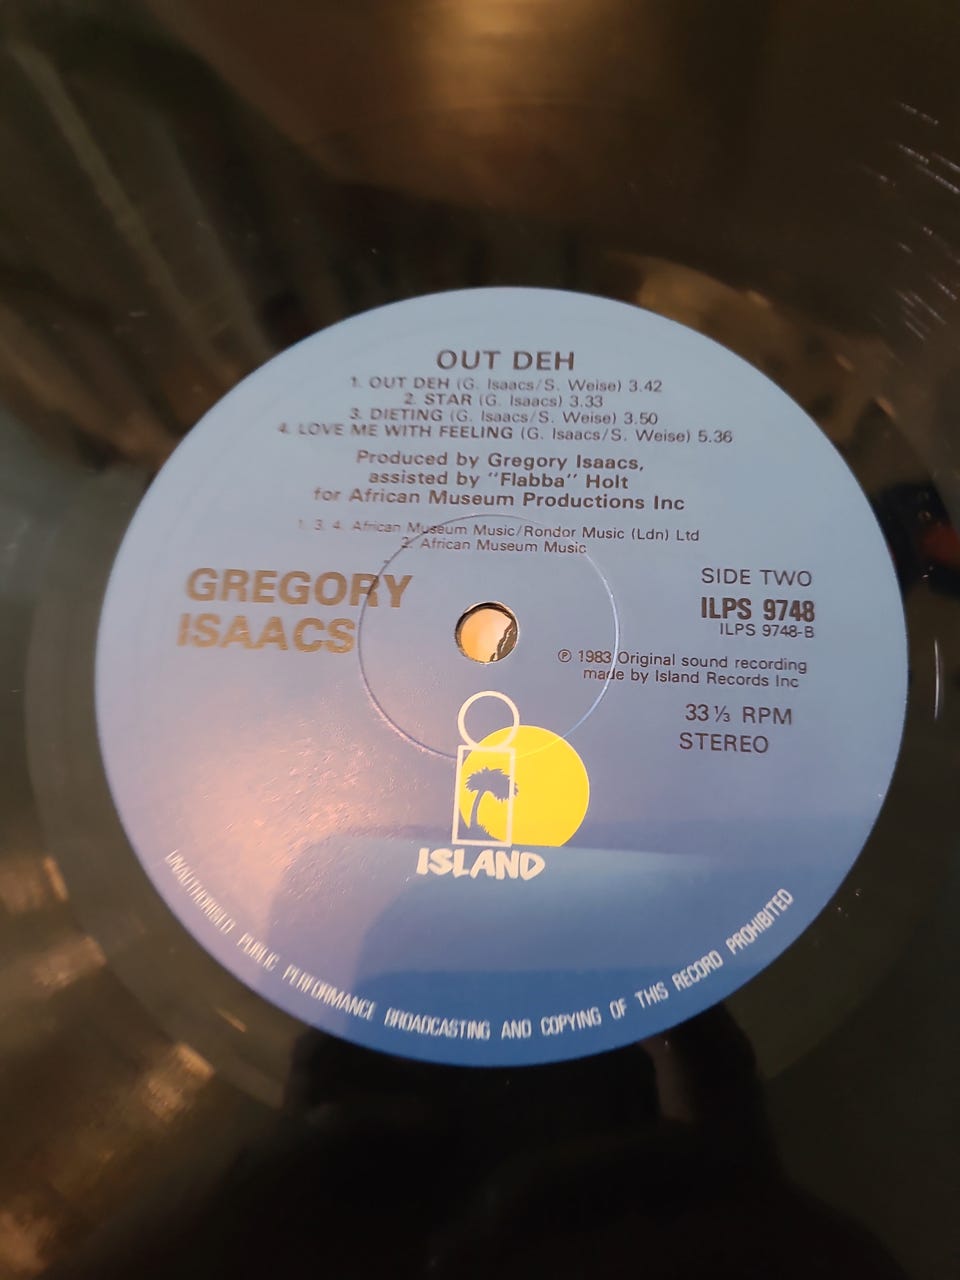 OUT DEH
1. OUT DEH (G. Isaacs/S. Weise) 3.42
2. STAR (G. Isaacs) 3.33
3. DIETING (G. Isaacs/S. Weise) 3.50
4. LOVE ME WITH FEELING (G. Isaacs/S. Weise) 5.36
Produced by Gregory Isaacs,
assisted by "Flabba" Holt
for African Museum Productions Inc
1. 3. 4. African Museum Music/Rondor Music (Ldn) Ltd
2. African Museum Music
GREGORY
ISAACS
SIDE TWO
ILPS 9748
ILPS 9748-B
℗ 1983 Original sound recording
made by Island Records Inc
33⅓ RPM
STEREO
ISLAND
UNAUTHORISED PUBLIC PERFORMANCE BROADCASTING AND COPYING OF THIS RECORD PROHIBITED